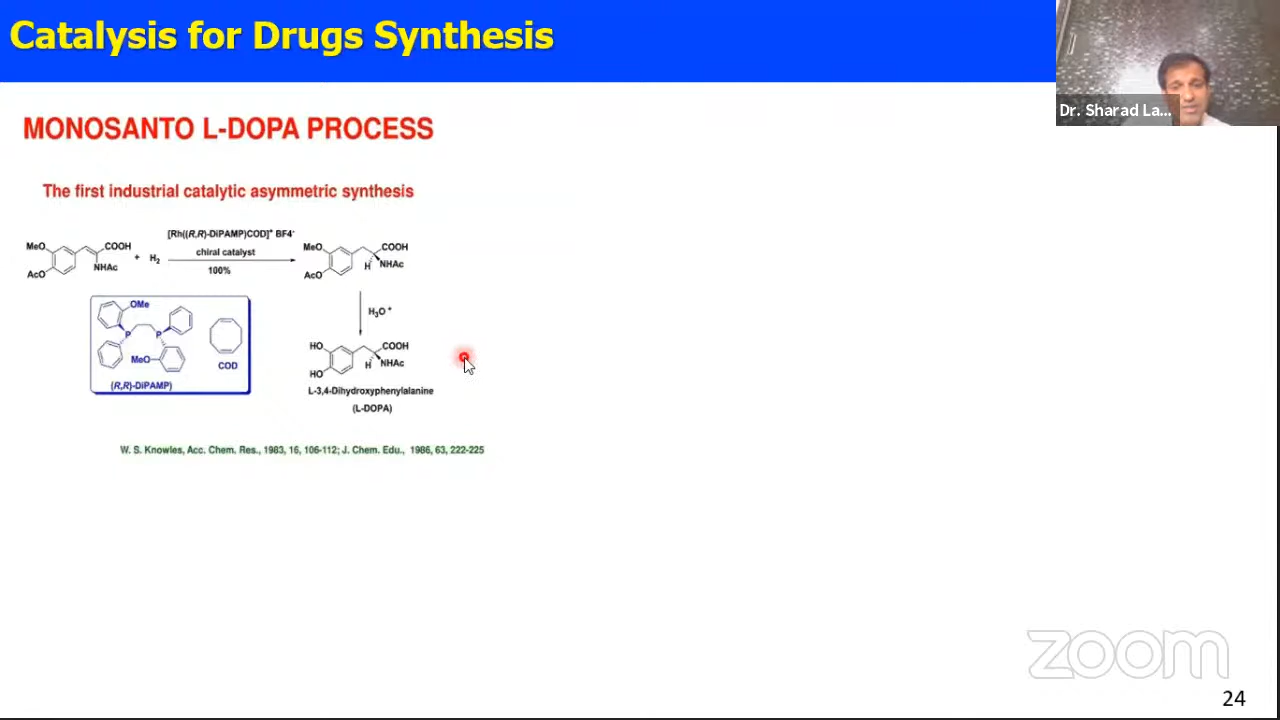 Catalysis for Drugs Synthesis
Dr. Sharad La...
MONOSANTO L-DOPA PROCESS
The first industrial catalytic asymmetric synthesis
[Rh((R,R)-DiPAMP)COD]+ BF4-
MeO
COOH
+ H2
chiral catalyst
MeO
COOH
AcO
NHAc
100%
AcO
H
NHAc
OMe
H3O +
P
P
MeO
COD
(R,R)-DiPAMP)
HO
COOH
HO
H
NHAc
L-3,4-Dihydroxyphenylalanine
(L-DOPA)
W. S. Knowles, Acc. Chem. Res., 1983, 16, 106-112; J. Chem. Edu., 1986, 63, 222-225
zoom
24